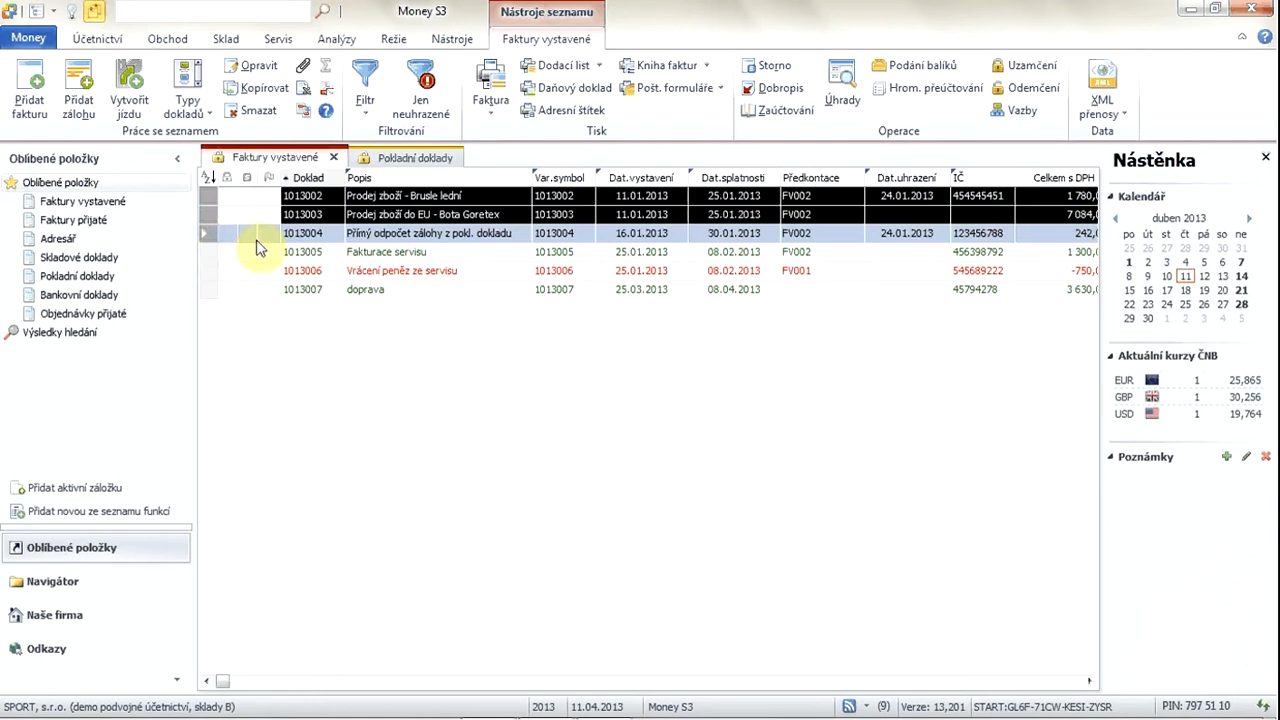 Money S3
Nástroje seznamu
Money Účetnictví Obchod Sklad Servis Analýzy Režie Nástroje Faktury vystavené
Přidat fakturu
Přidat zálohu
Vytvořit jízdu
Typy dokladů
Opravit
Kopírovat
Smazat
Práce se seznamem
Filtr
Jen neuhrazené
Filtrování
Faktura
Dodací list
Daňový doklad
Adresní štítek
Kniha faktur
Pošt. formuláře
Tisk
Storno
Dobropis
Zaúčtování
Úhrady
Podání balíků
Hrom. přeúčtování
Uzamčení
Odemčení
Vazby
Operace
XML přenosy
Data
Oblíbené položky
Oblíbené položky
Faktury vystavené
Faktury přijaté
Adresář
Skladové doklady
Pokladní doklady
Bankovní doklady
Objednávky přijaté
Výsledky hledání
Přidat aktivní záložku
Přidat novou ze seznamu funkcí
Oblíbené položky
Navigátor
Naše firma
Odkazy
Faktury vystavené Pokladní doklady
Doklad Popis Var.symbol Dat.vystavení Dat.splatnosti Předkontace Dat.uhrazení IČ Celkem s DPH
1013002 Prodej zboží - Brusle lední 1013002 11.01.2013 25.01.2013 FV002 24.01.2013 454545451 1 780,
1013003 Prodej zboží do EU - Bota Goretex 1013003 11.01.2013 25.01.2013 FV002 7 084,
1013004 Přímý odpočet zálohy z pokl. dokladu 1013004 16.01.2013 30.01.2013 FV002 24.01.2013 123456788 242,
1013005 Fakturace servisu 1013005 25.01.2013 08.02.2013 FV002 456398792 1 300,
1013006 Vrácení peněz ze servisu 1013006 25.01.2013 08.02.2013 FV001 545689222 -750,
1013007 doprava 1013007 25.03.2013 08.04.2013 45794278 3 630,
Nástěnka
Kalendář
duben 2013
po út st čt pá so ne
25 26 27 28 29 30 31
1 2 3 4 5 6 7
8 9 10 11 12 13 14
15 16 17 18 19 20 21
22 23 24 25 26 27 28
29 30 1 2 3 4 5
Aktuální kurzy ČNB
EUR 1 25,865
GBP 1 30,256
USD 1 19,764
Poznámky
SPORT, s.r.o. (demo podvojné účetnictví, sklady B) 2013 11.04.2013 Money S3 (9) Verze: 13,201 START:GL6F-71CW-KESI-ZYSR PIN: 797 51 10